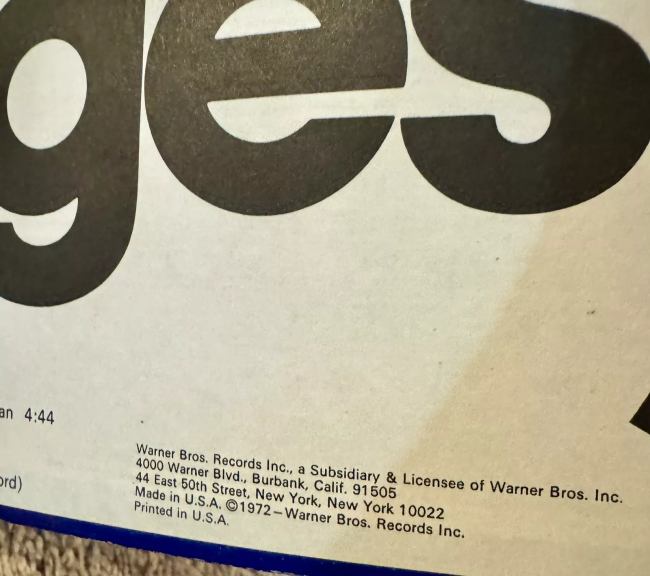 ges
an 4:44
ord)
Warner Bros. Records Inc., a Subsidiary & Licensee of Warner Bros. Inc.
4000 Warner Blvd., Burbank, Calif. 91505
44 East 50th Street, New York, New York 10022
Made in U.S.A. ©1972—Warner Bros. Records Inc.
Printed in U.S.A.